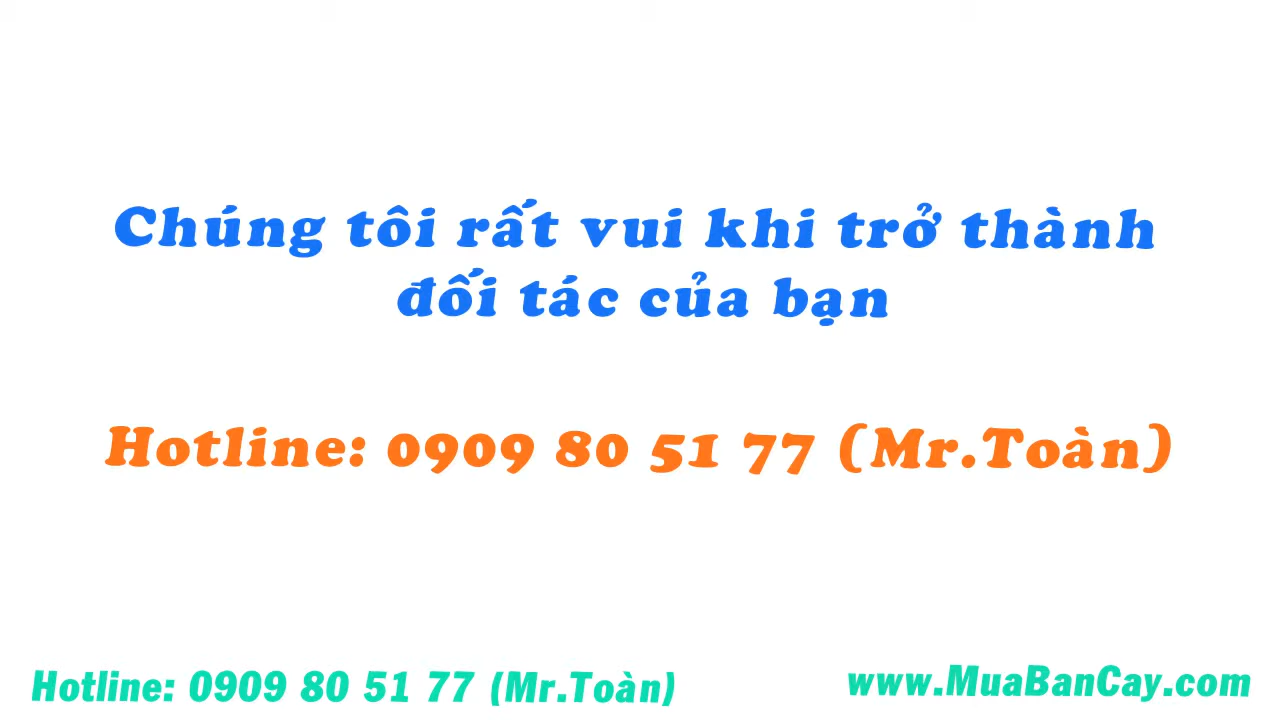 Chúng tôi rất vui khi trở thành
đối tác của bạn
Hotline: 0909 80 51 77 (Mr.Toàn)
Hotline: 0909 80 51 77 (Mr.Toàn)
www.MuaBanCay.com